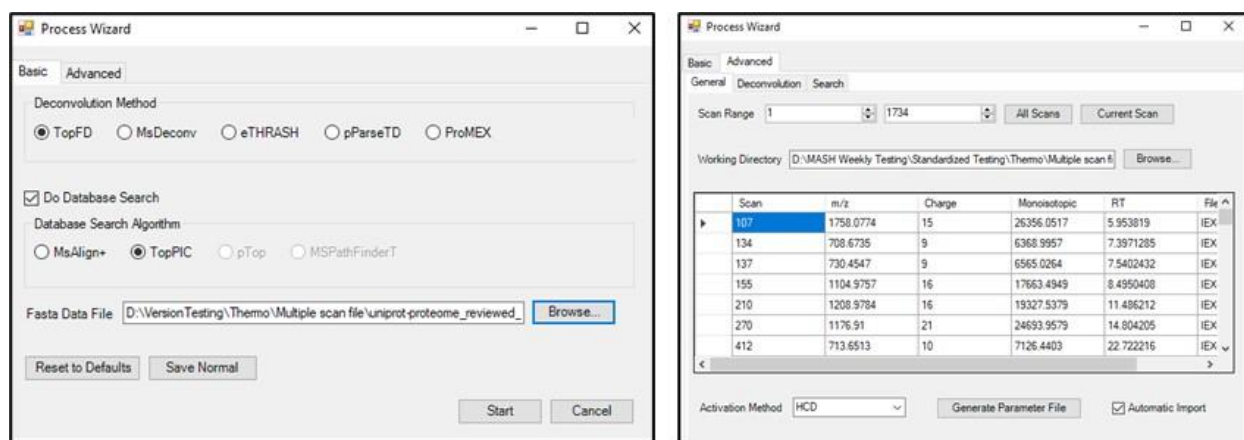 Process Wizard
Basic Advanced
Deconvolution Method
TopFD MsDeconv eTHRASH pParseTD ProMEX
Do Database Search
Database Search Algorithm
MsAlign+ TopPIC pTop MSPathFinderT
Fasta Data File D:\VersionTesting\Thermo\Multiple scan file\uniprot-proteome_reviewed_ Browse...
Reset to Defaults Save Normal
Start Cancel
Process Wizard
Basic Advanced
General Deconvolution Search
Scan Range 1 1734 All Scans Current Scan
Working Directory D:\MASH Weekly Testing\Standardized Testing\Thermo\Multiple scan fi Browse...
Scan m/z Charge Monoisotopic RT File
107 1758.0774 15 26356.0517 5.953819 IEX
134 708.6735 9 6368.9957 7.3971285 IEX
137 730.4547 9 6565.0264 7.5402432 IEX
155 1104.9757 16 17663.4949 8.4950408 IEX
210 1208.9784 16 19327.5379 11.486212 IEX
270 1176.91 21 24693.9579 14.804205 IEX
412 713.6513 10 7126.4403 22.722216 IEX
Activation Method HCD Generate Parameter File Automatic Import